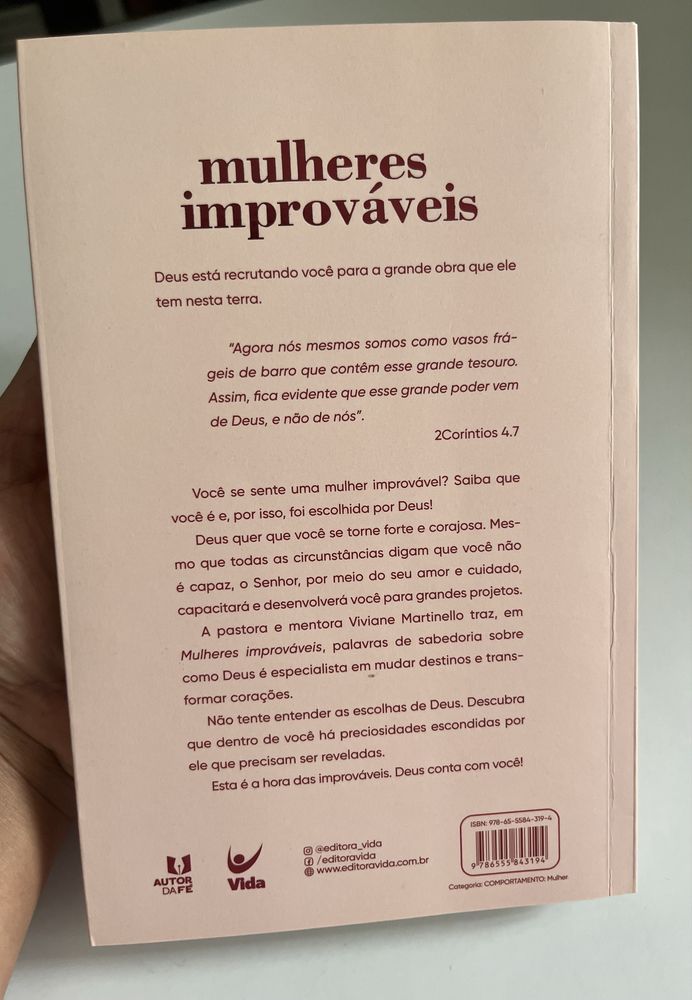 mulheres
improváveis
Deus está recrutando você para a grande obra que ele
tem nesta terra.
"Agora nós mesmos somos como vasos frá-
geis de barro que contêm esse grande tesouro.
Assim, fica evidente que esse grande poder vem
de Deus, e não de nós".
2Coríntios 4.7
Você se sente uma mulher improvável? Saiba que
você é e, por isso, foi escolhida por Deus!
Deus quer que você se torne forte e corajosa. Mes-
mo que todas as circunstâncias digam que você não
é capaz, o Senhor, por meio do seu amor e cuidado,
capacitará e desenvolverá você para grandes projetos.
A pastora e mentora Viviane Martinello traz, em
Mulheres improváveis, palavras de sabedoria sobre
como Deus é especialista em mudar destinos e trans-
formar corações.
Não tente entender as escolhas de Deus. Descubra
que dentro de você há preciosidades escondidas por
ele que precisam ser reveladas.
Esta é a hora das improváveis. Deus conta com você!
AUTOR
DA FÉ
Vida
@editora_vida
/editoravida
www.editoravida.com.br
ISBN: 978-65-5584-319-4
9 786555 843194
Categoria: COMPORTAMENTO: Mulher